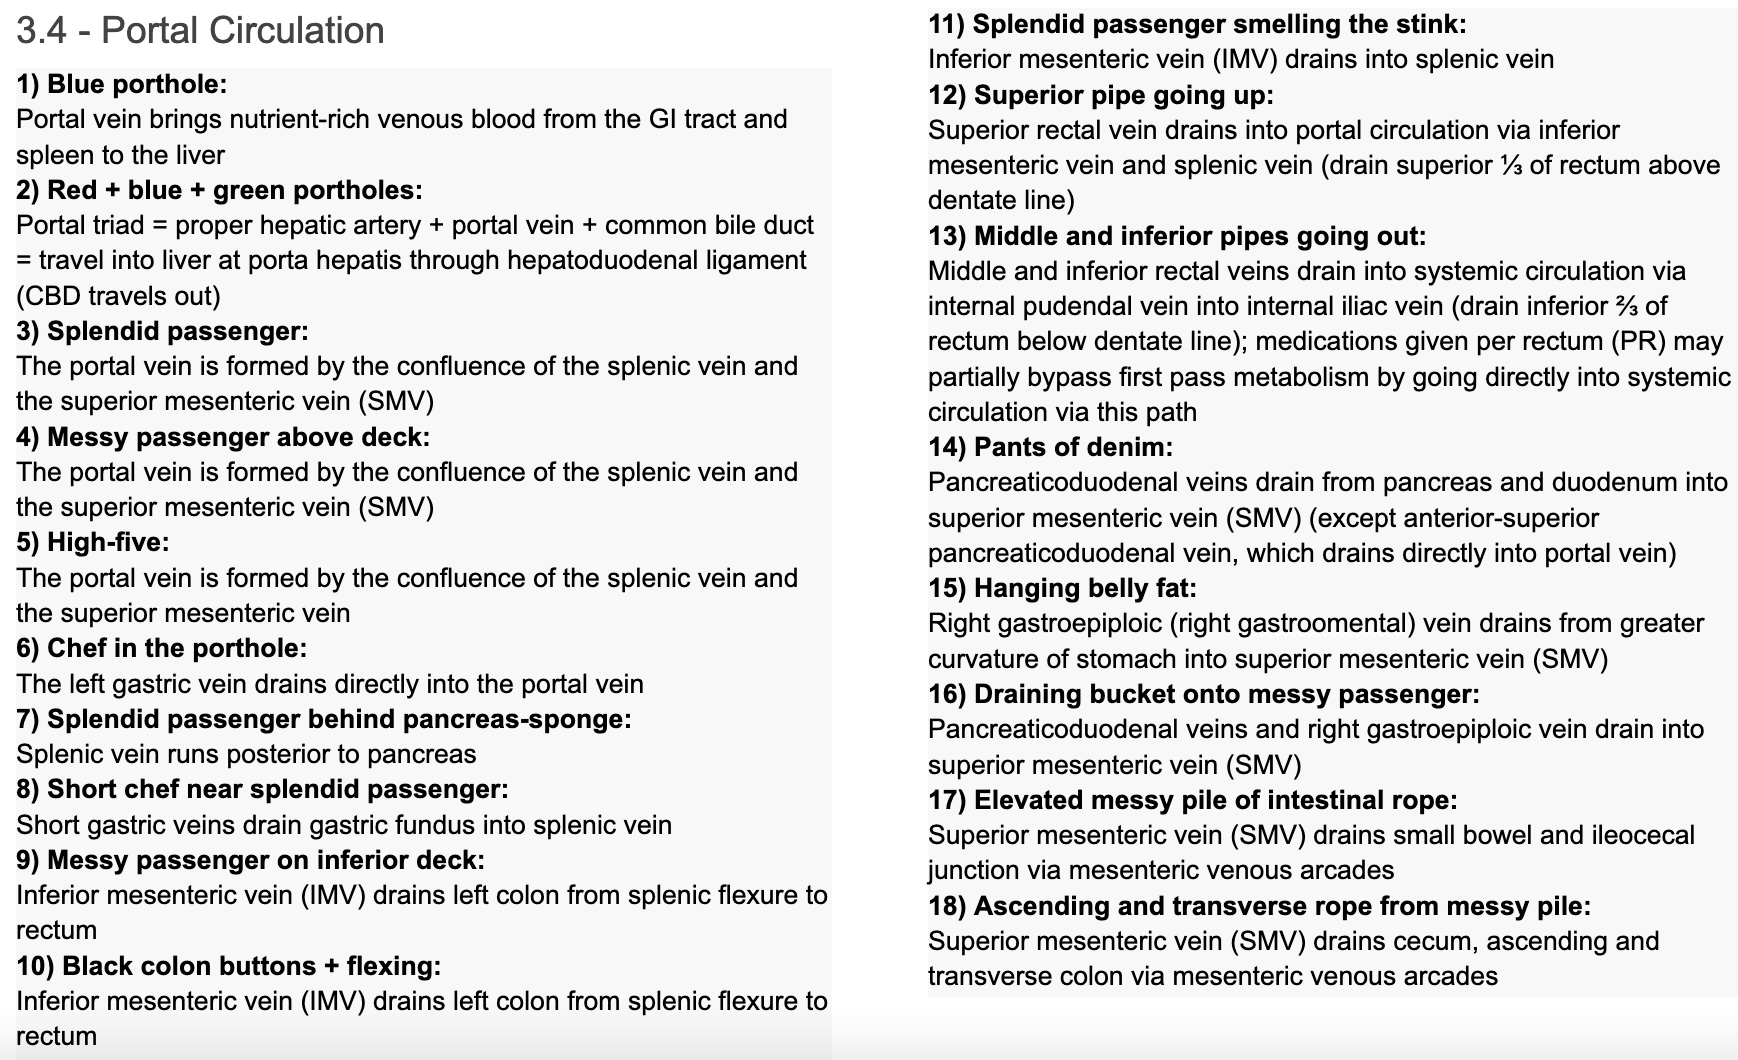 3.4 - Portal Circulation
1) Blue porthole:
Portal vein brings nutrient-rich venous blood from the GI tract and
spleen to the liver
2) Red + blue + green portholes:
Portal triad = proper hepatic artery + portal vein + common bile duct
= travel into liver at porta hepatis through hepatoduodenal ligament
(CBD travels out)
3) Splendid passenger:
The portal vein is formed by the confluence of the splenic vein and
the superior mesenteric vein (SMV)
4) Messy passenger above deck:
The portal vein is formed by the confluence of the splenic vein and
the superior mesenteric vein (SMV)
5) High-five:
The portal vein is formed by the confluence of the splenic vein and
the superior mesenteric vein
6) Chef in the porthole:
The left gastric vein drains directly into the portal vein
7) Splendid passenger behind pancreas-sponge:
Splenic vein runs posterior to pancreas
8) Short chef near splendid passenger:
Short gastric veins drain gastric fundus into splenic vein
9) Messy passenger on inferior deck:
Inferior mesenteric vein (IMV) drains left colon from splenic flexure to
rectum
10) Black colon buttons + flexing:
Inferior mesenteric vein (IMV) drains left colon from splenic flexure to
rectum
11) Splendid passenger smelling the stink:
Inferior mesenteric vein (IMV) drains into splenic vein
12) Superior pipe going up:
Superior rectal vein drains into portal circulation via inferior
mesenteric vein and splenic vein (drain superior ⅓ of rectum above
dentate line)
13) Middle and inferior pipes going out:
Middle and inferior rectal veins drain into systemic circulation via
internal pudendal vein into internal iliac vein (drain inferior ⅔ of
rectum below dentate line); medications given per rectum (PR) may
partially bypass first pass metabolism by going directly into systemic
circulation via this path
14) Pants of denim:
Pancreaticoduodenal veins drain from pancreas and duodenum into
superior mesenteric vein (SMV) (except anterior-superior
pancreaticoduodenal vein, which drains directly into portal vein)
15) Hanging belly fat:
Right gastroepiploic (right gastroomental) vein drains from greater
curvature of stomach into superior mesenteric vein (SMV)
16) Draining bucket onto messy passenger:
Pancreaticoduodenal veins and right gastroepiploic vein drain into
superior mesenteric vein (SMV)
17) Elevated messy pile of intestinal rope:
Superior mesenteric vein (SMV) drains small bowel and ileocecal
junction via mesenteric venous arcades
18) Ascending and transverse rope from messy pile:
Superior mesenteric vein (SMV) drains cecum, ascending and
transverse colon via mesenteric venous arcades